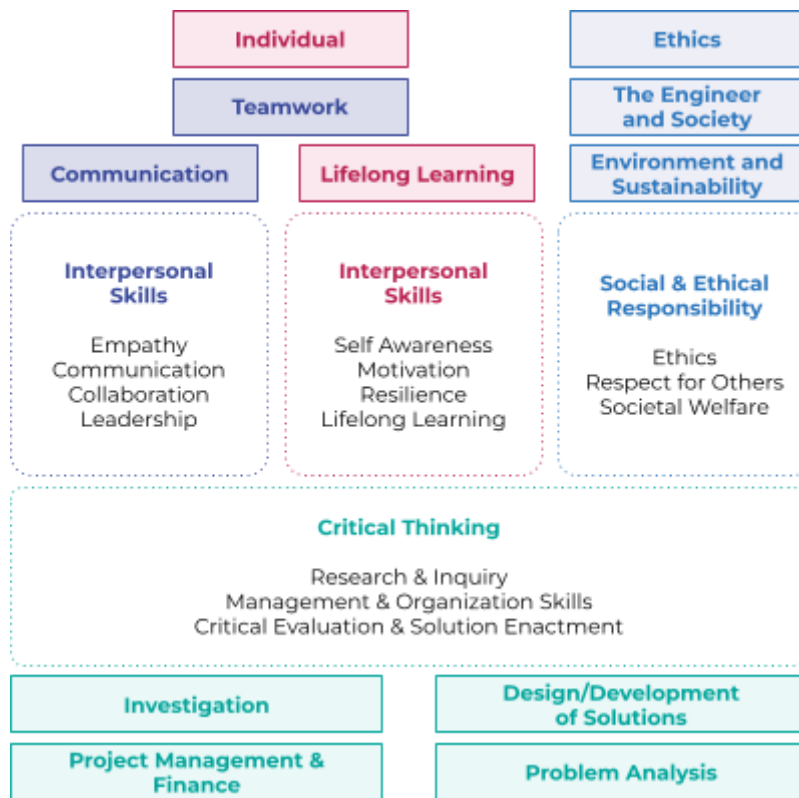 Individual
Ethics
Teamwork
The Engineer
and Society
Communication
Lifelong Learning
Environment and
Sustainability
Interpersonal
Skills
Empathy
Communication
Collaboration
Leadership
Interpersonal
Skills
Self Awareness
Motivation
Resilience
Lifelong Learning
Social & Ethical
Responsibility
Ethics
Respect for Others
Societal Welfare
Critical Thinking
Research & Inquiry
Management & Organization Skills
Critical Evaluation & Solution Enactment
Investigation
Design/Development
of Solutions
Project Management &
Finance
Problem Analysis